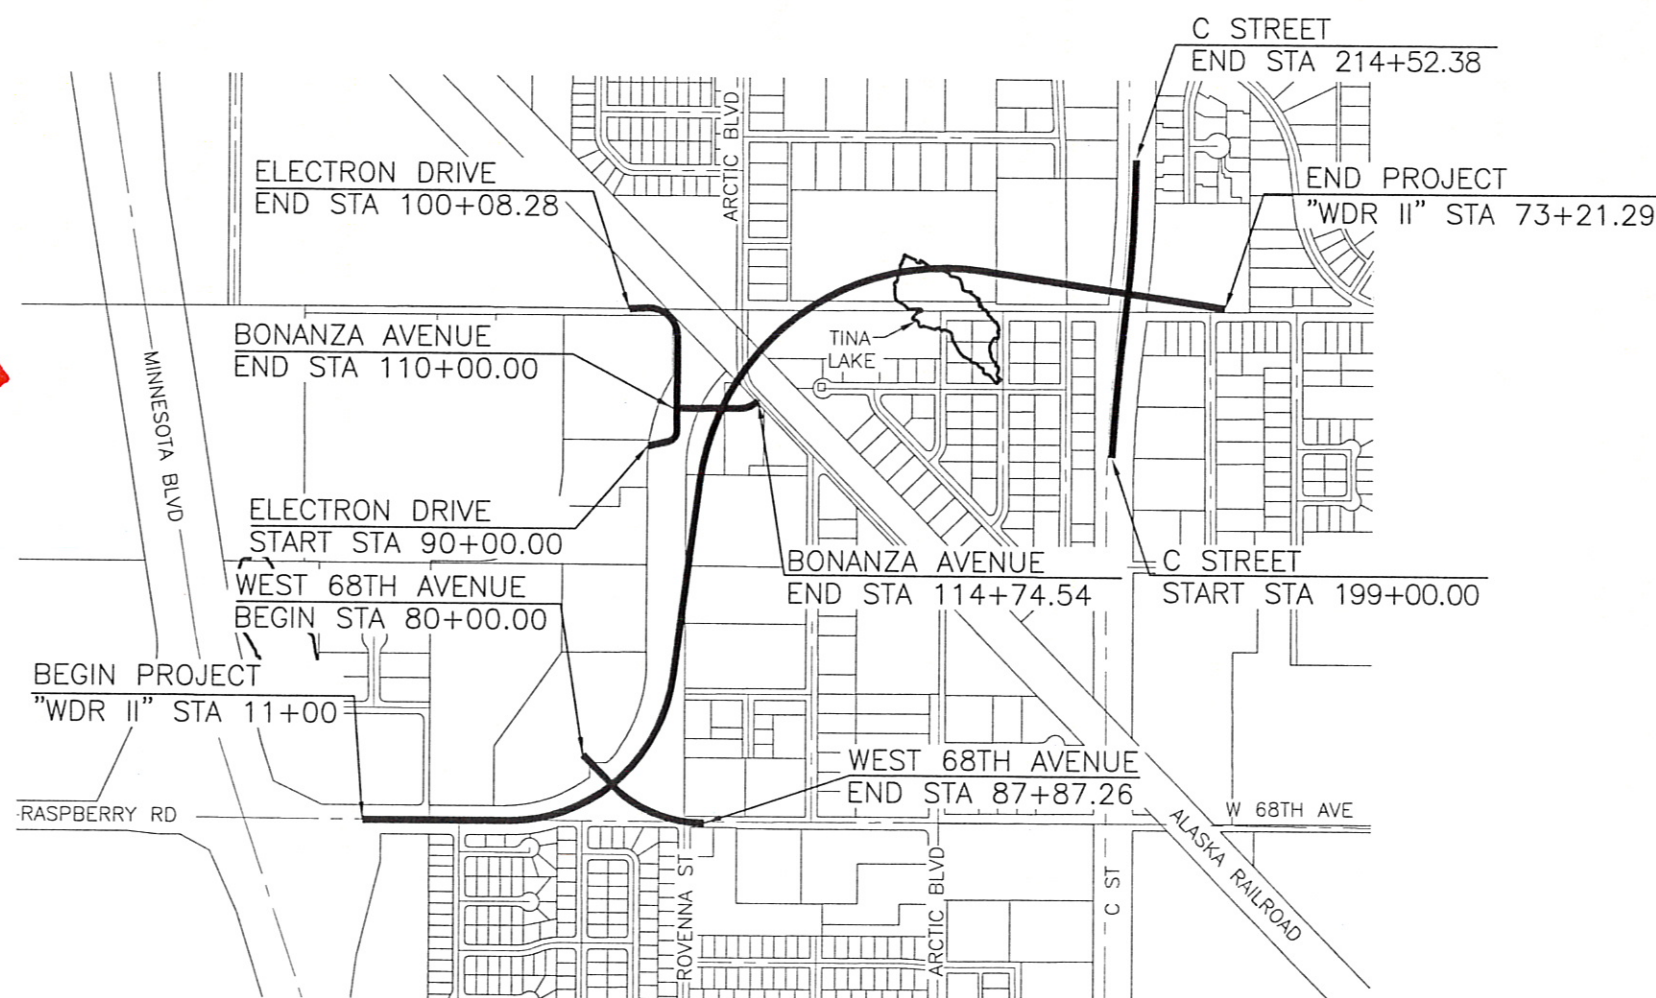 C STREET
END STA 214+52.38
ELECTRON DRIVE
END STA 100+08.28
ARCTIC BLVD
END PROJECT
"WDR II" STA 73+21.29
BONANZA AVENUE
END STA 110+00.00
TINA
LAKE
MINNESOTA BLVD
ELECTRON DRIVE
START STA 90+00.00
BONANZA AVENUE
END STA 114+74.54
C STREET
START STA 199+00.00
WEST 68TH AVENUE
BEGIN STA 80+00.00
BEGIN PROJECT
"WDR II" STA 11+00
WEST 68TH AVENUE
END STA 87+87.26
RASPBERRY RD
W 68TH AVE
ALASKA RAILROAD
ROVENNA ST
ARCTIC BLVD
C ST